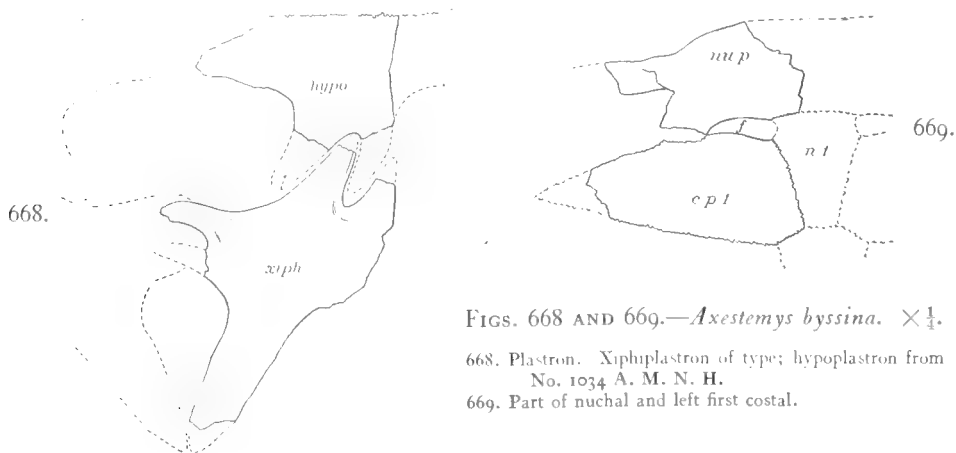 hypo
668.
xiph
nu p
f
n 1
669.
c p 1
FIGS. 668 AND 669.—Axestemys byssina. × 1/4.
668. Plastron. Xiphiplastron of type; hypoplastron from
No. 1034 A. M. N. H.
669. Part of nuchal and left first costal.